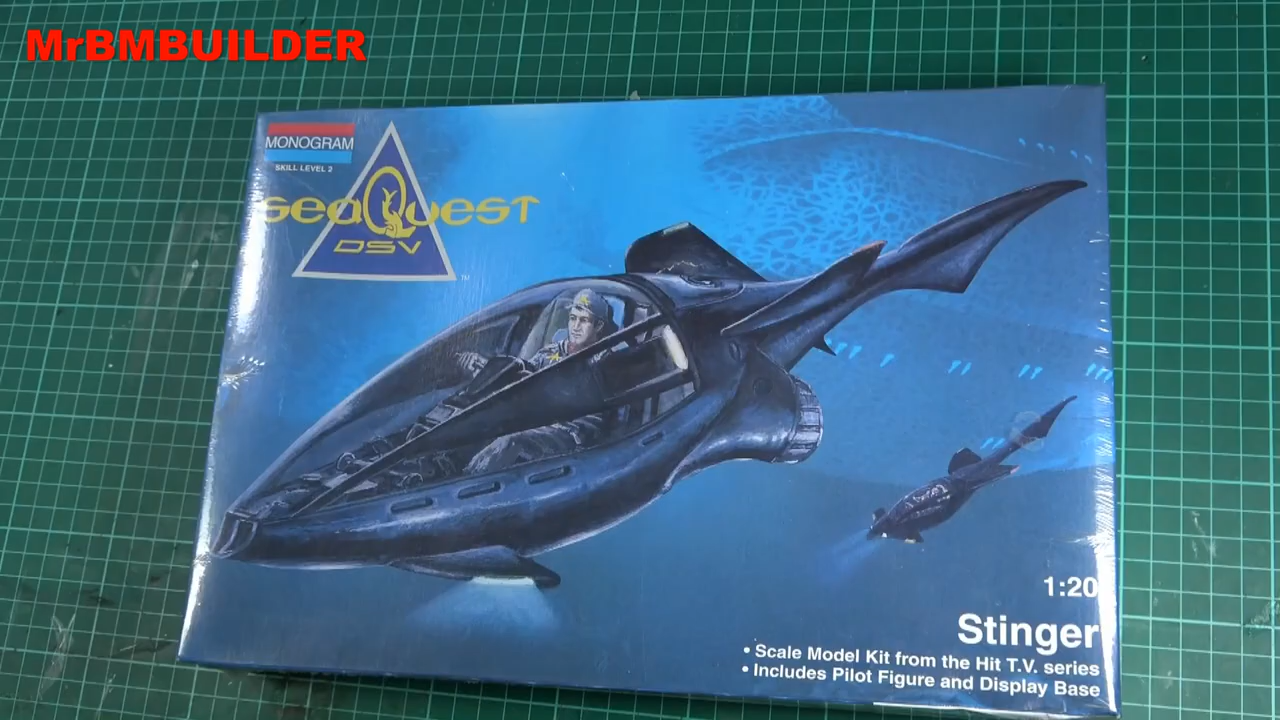 MrBMBUILDER
MONOGRAM
SKILL LEVEL 2
seaQuest
DSV
TM
1:20
Stinger
• Scale Model Kit from the Hit T.V. series
• Includes Pilot Figure and Display Base